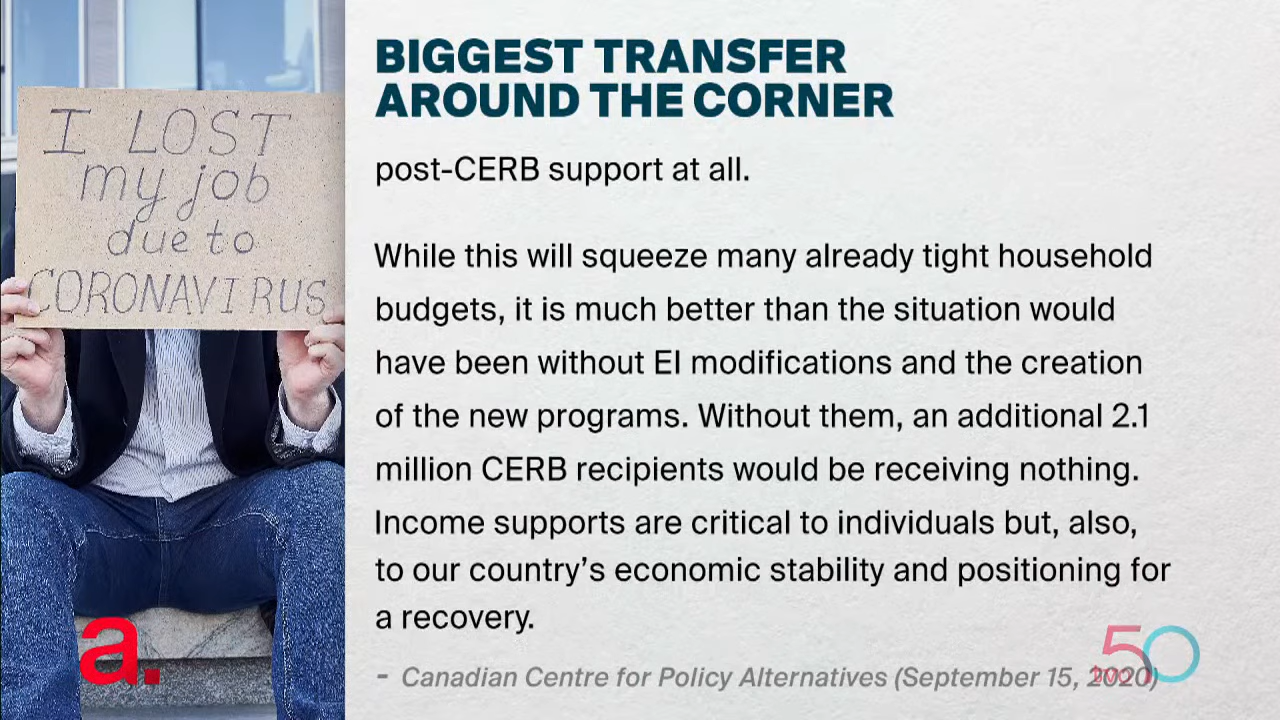 I LOST
my job
due to
CORONAVIRUS
a.
BIGGEST TRANSFER
AROUND THE CORNER
post-CERB support at all.
While this will squeeze many already tight household
budgets, it is much better than the situation would
have been without EI modifications and the creation
of the new programs. Without them, an additional 2.1
million CERB recipients would be receiving nothing.
Income supports are critical to individuals but, also,
to our country's economic stability and positioning for
a recovery.
- Canadian Centre for Policy Alternatives (September 15, 2020)
50
tvo